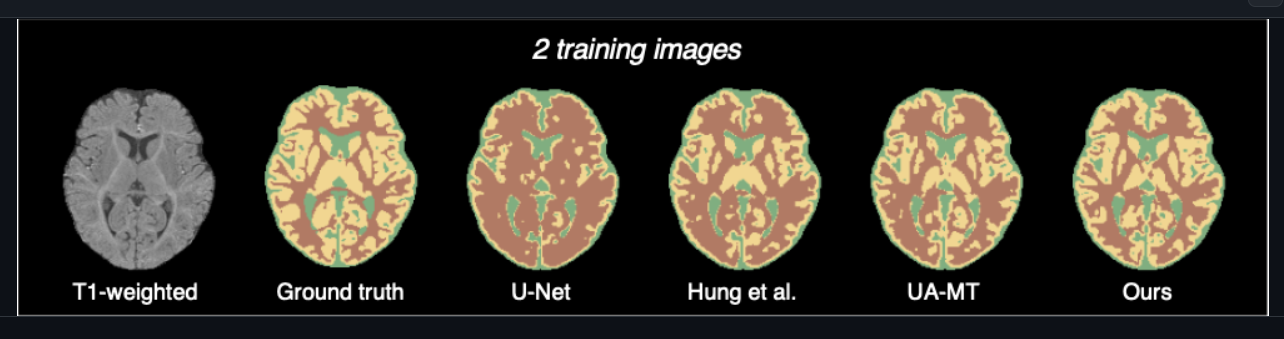 2 training images
T1-weighted Ground truth U-Net Hung et al. UA-MT Ours